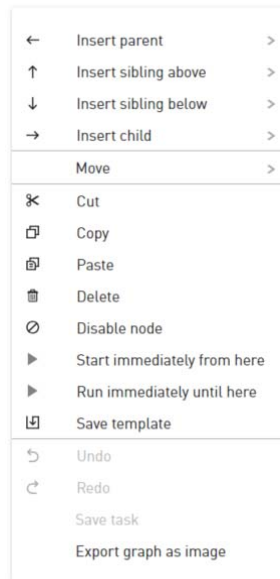 Insert parent
Insert sibling above
Insert sibling below
Insert child
Move
Cut
Copy
Paste
Delete
Disable node
Start immediately from here
Run immediately until here
Save template
Undo
Redo
Save task
Export graph as image